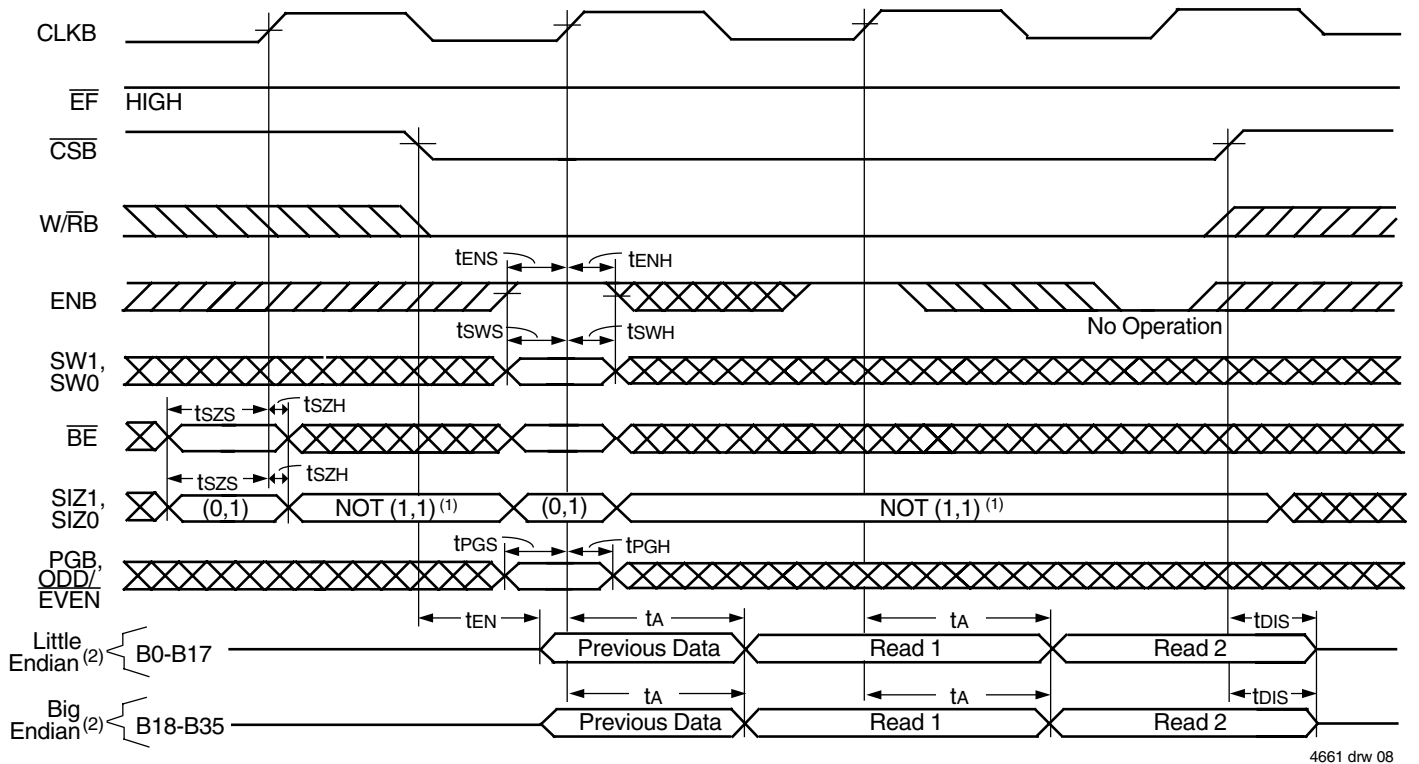 CLKB
EF HIGH
CSB
W/RB
tENS tENH
ENB
No Operation
tSWS tSWH
SW1,
SW0
tSZS tSZH
BE
tSZS tSZH
SIZ1,
SIZ0
(0,1) NOT (1,1) (1) (0,1) NOT (1,1) (1)
tPGS tPGH
PGB,
ODD/
EVEN
tEN tA tA tDIS
Little
Endian (2) B0-B17 Previous Data Read 1 Read 2
tA tA tDIS
Big
Endian (2) B18-B35 Previous Data Read 1 Read 2
4661 drw 08